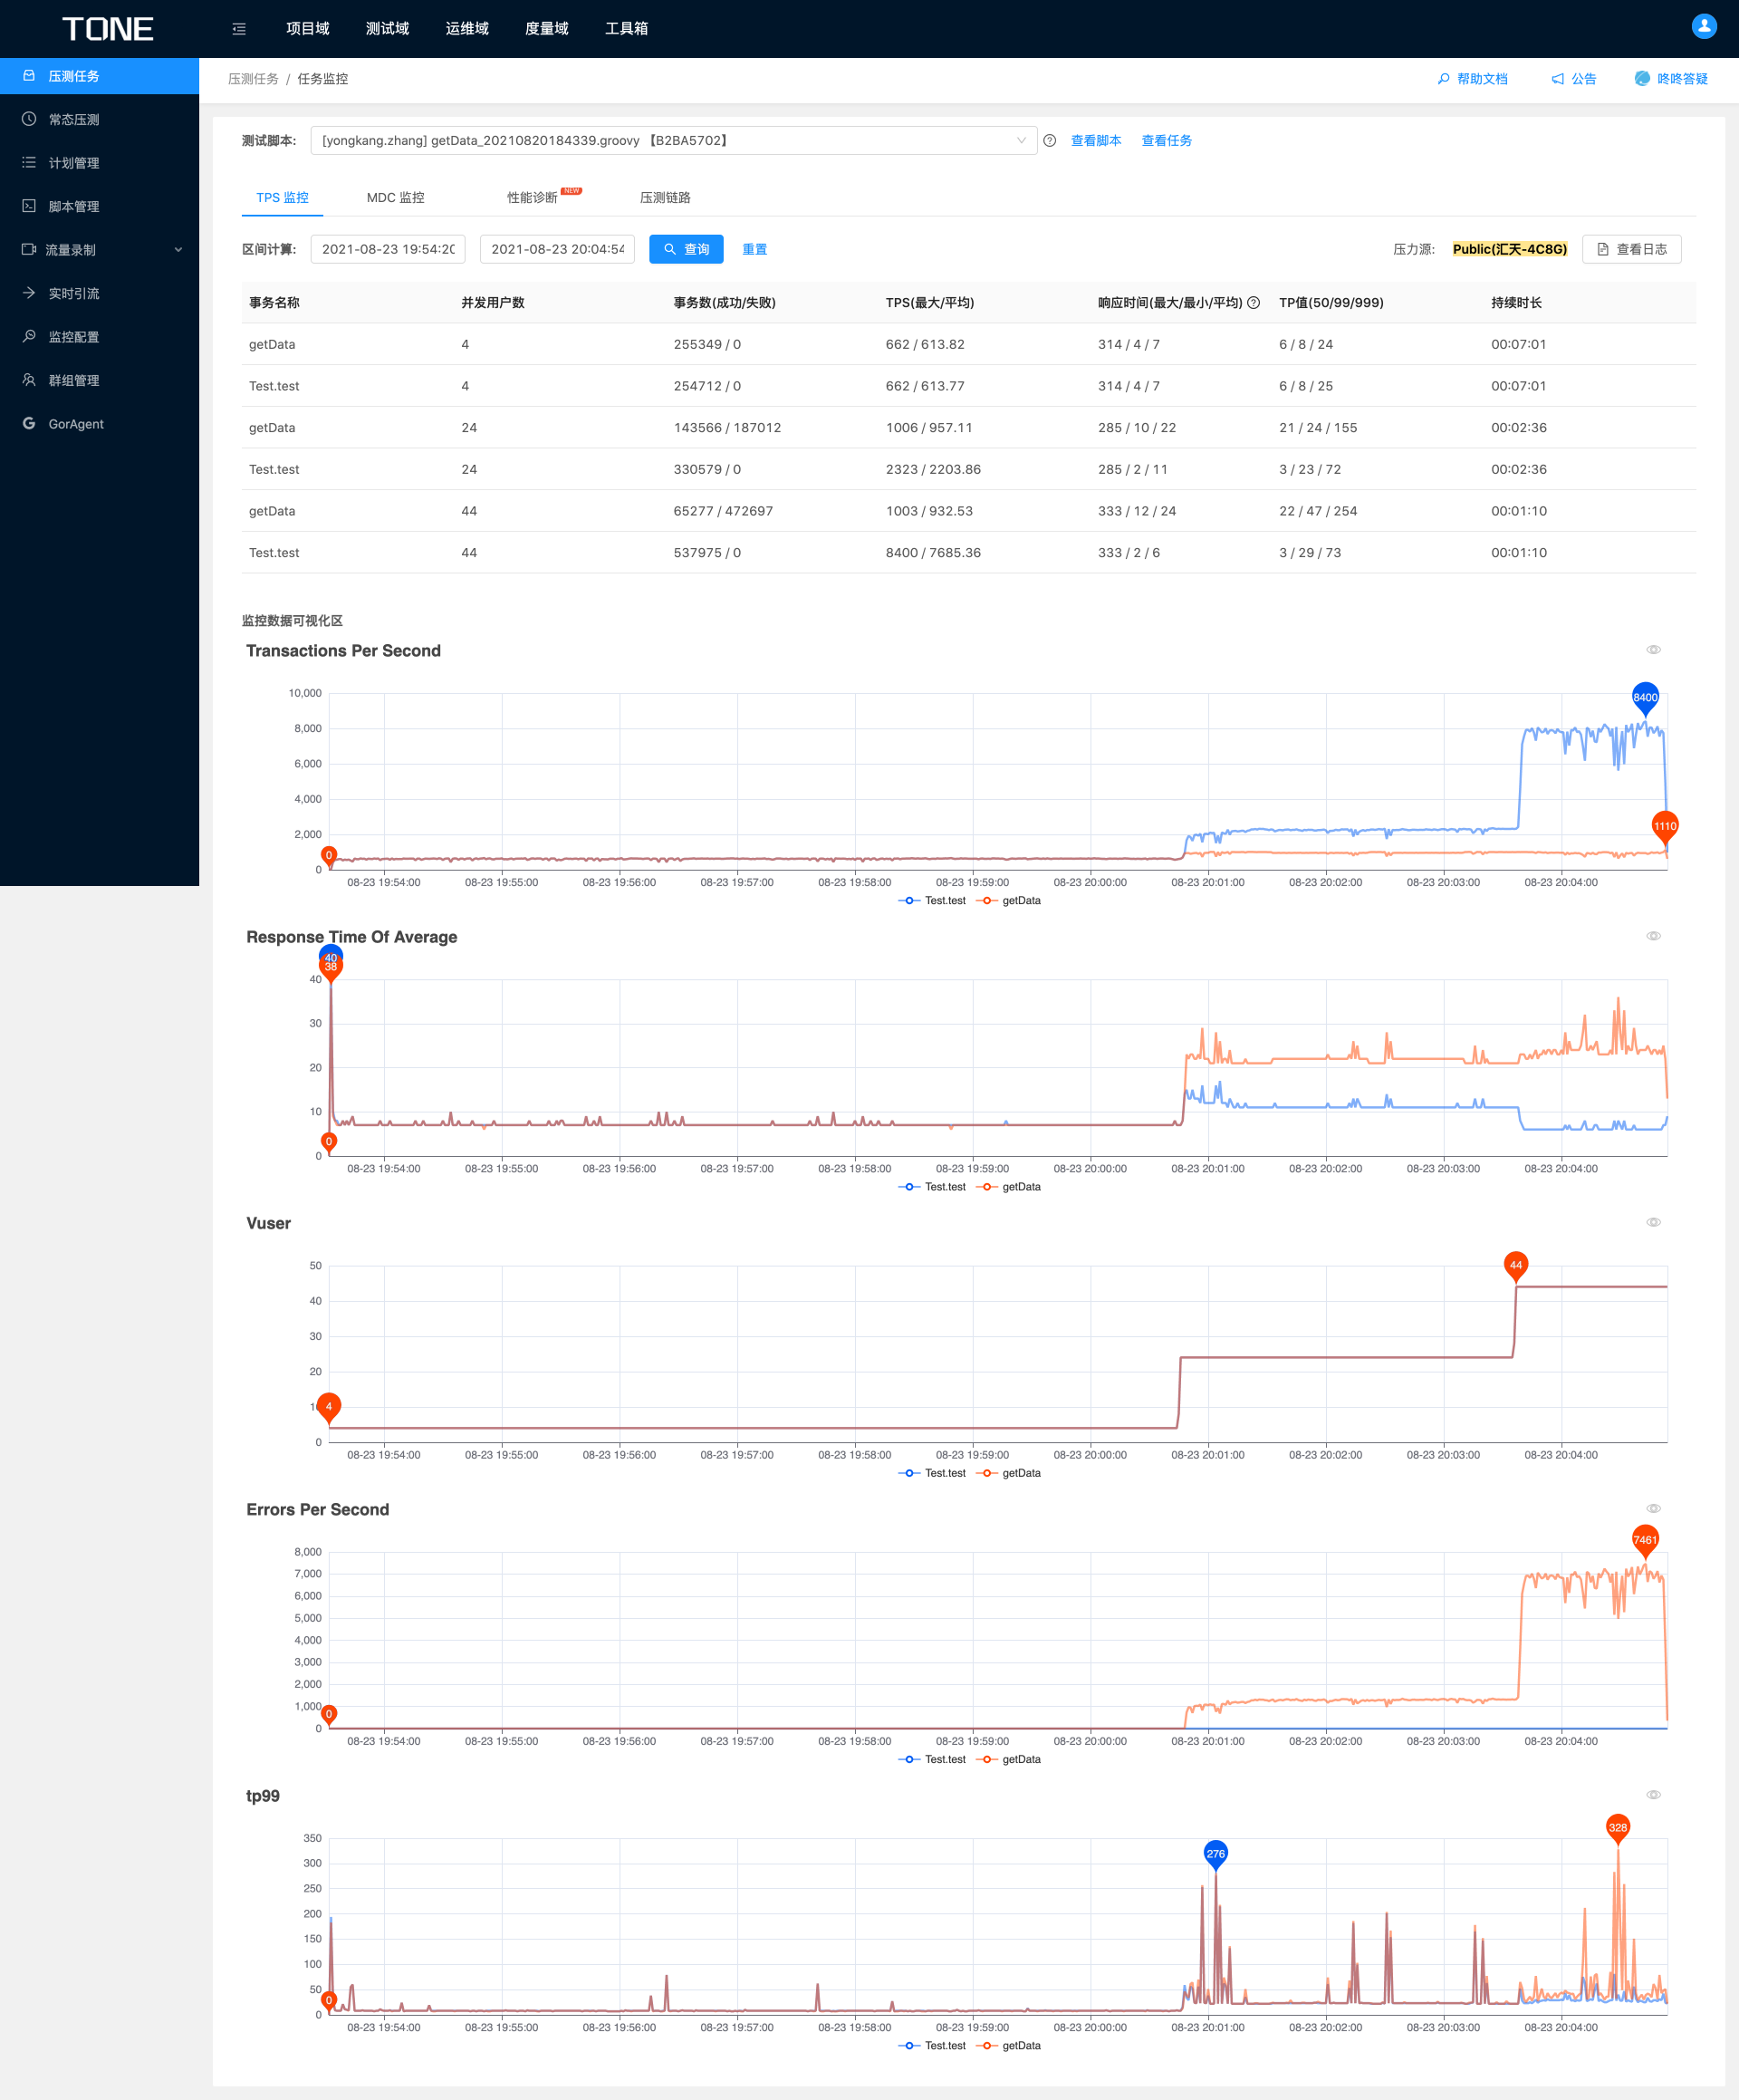 TONE
项目域 测试域 运维域 度量域 工具箱
压测任务
常态压测
计划管理
脚本管理
流量录制
实时引流
监控配置
群组管理
GorAgent
压测任务 / 任务监控
帮助文档 公告 咚咚答疑
测试脚本: [yongkang.zhang] getData_20210820184339.groovy 【B2BA5702】 查看脚本 查看任务
TPS 监控 MDC 监控 性能诊断 NEW 压测链路
区间计算: 2021-08-23 19:54:20 2021-08-23 20:04:54 查询 重置 压力源: Public(汇天-4C8G) 查看日志
事务名称 并发用户数 事务数(成功/失败) TPS(最大/平均) 响应时间(最大/最小/平均) TP值(50/99/999) 持续时长
getData 4 255349 / 0 662 / 613.82 314 / 4 / 7 6 / 8 / 24 00:07:01
Test.test 4 254712 / 0 662 / 613.77 314 / 4 / 7 6 / 8 / 25 00:07:01
getData 24 143566 / 187012 1006 / 957.11 285 / 10 / 22 21 / 24 / 155 00:02:36
Test.test 24 330579 / 0 2323 / 2203.86 285 / 2 / 11 3 / 23 / 72 00:02:36
getData 44 65277 / 472697 1003 / 932.53 333 / 12 / 24 22 / 47 / 254 00:01:10
Test.test 44 537975 / 0 8400 / 7685.36 333 / 2 / 6 3 / 29 / 73 00:01:10
监控数据可视化区
Transactions Per Second
10,000
8400
8,000
6,000
4,000
1110
2,000
0
0
08-23 19:54:00 08-23 19:55:00 08-23 19:56:00 08-23 19:57:00 08-23 19:58:00 08-23 19:59:00 08-23 20:00:00 08-23 20:01:00 08-23 20:02:00 08-23 20:03:00 08-23 20:04:00
Test.test getData
Response Time Of Average
40
38
40
30
20
10
0
0
08-23 19:54:00 08-23 19:55:00 08-23 19:56:00 08-23 19:57:00 08-23 19:58:00 08-23 19:59:00 08-23 20:00:00 08-23 20:01:00 08-23 20:02:00 08-23 20:03:00 08-23 20:04:00
Test.test getData
Vuser
50
44
40
30
20
10
4
0
08-23 19:54:00 08-23 19:55:00 08-23 19:56:00 08-23 19:57:00 08-23 19:58:00 08-23 19:59:00 08-23 20:00:00 08-23 20:01:00 08-23 20:02:00 08-23 20:03:00 08-23 20:04:00
Test.test getData
Errors Per Second
7461
8,000
7,000
6,000
5,000
4,000
3,000
2,000
1,000
0
0
08-23 19:54:00 08-23 19:55:00 08-23 19:56:00 08-23 19:57:00 08-23 19:58:00 08-23 19:59:00 08-23 20:00:00 08-23 20:01:00 08-23 20:02:00 08-23 20:03:00 08-23 20:04:00
Test.test getData
tp99
328
350
276
300
250
200
150
100
50
0
0
08-23 19:54:00 08-23 19:55:00 08-23 19:56:00 08-23 19:57:00 08-23 19:58:00 08-23 19:59:00 08-23 20:00:00 08-23 20:01:00 08-23 20:02:00 08-23 20:03:00 08-23 20:04:00
Test.test getData